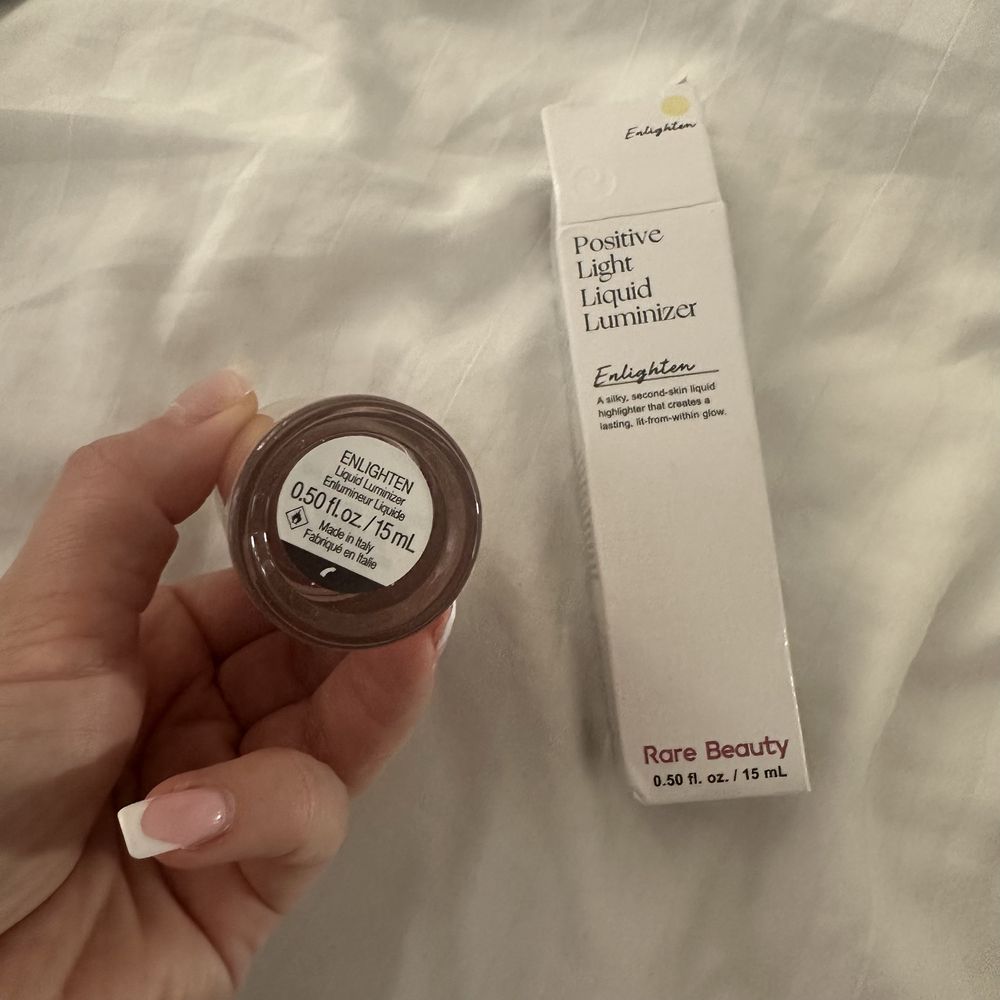 ENLIGHTEN
Liquid Luminizer
Enlumineur Liquide
0.50 fl. oz. / 15 mL
Made in Italy
Fabriqué en Italie
Enlighten
Positive
Light
Liquid
Luminizer
Enlighten
A silky, second-skin liquid
highlighter that creates a
lasting, lit-from-within glow.
Rare Beauty
0.50 fl. oz. / 15 mL